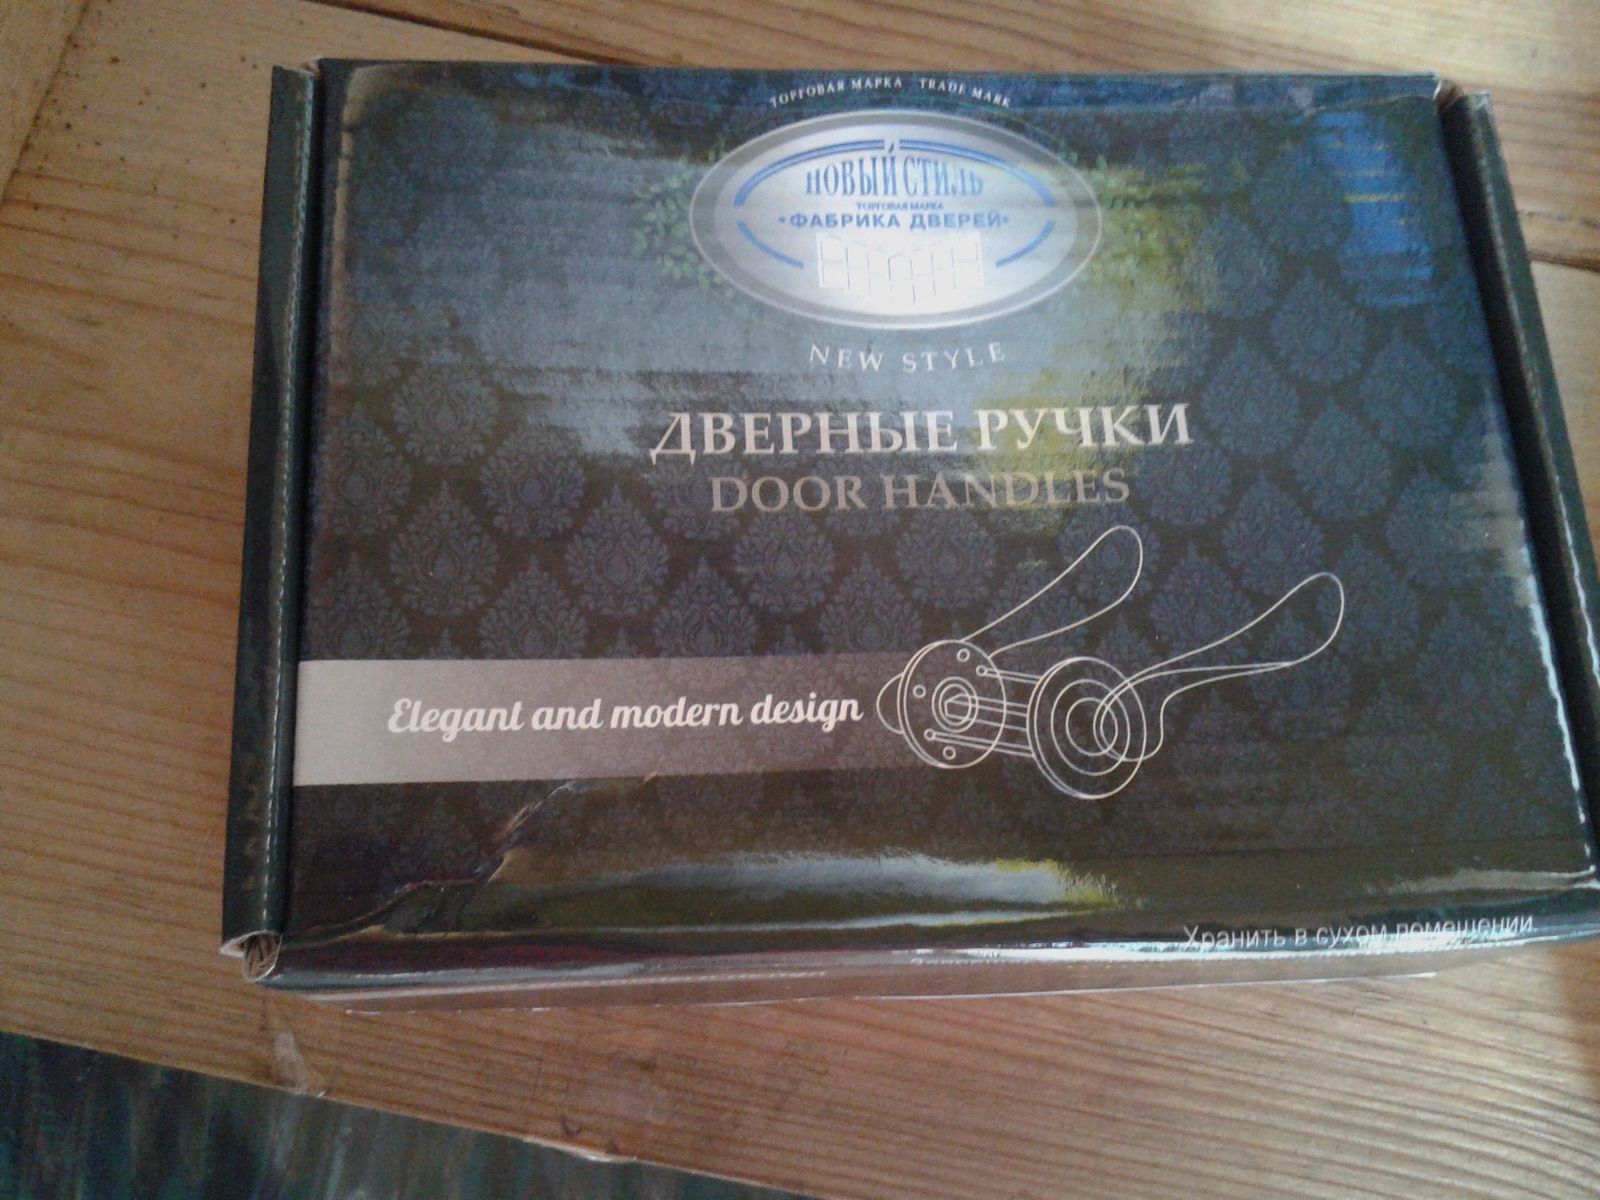 ТОРГОВАЯ МАРКА TRADE MARK
НОВЫЙ СТИЛЬ
ТОРГОВАЯ МАРКА
«ФАБРИКА ДВЕРЕЙ»
NEW STYLE
ДВЕРНЫЕ РУЧКИ
DOOR HANDLES
Elegant and modern design
Хранить в сухом помещении